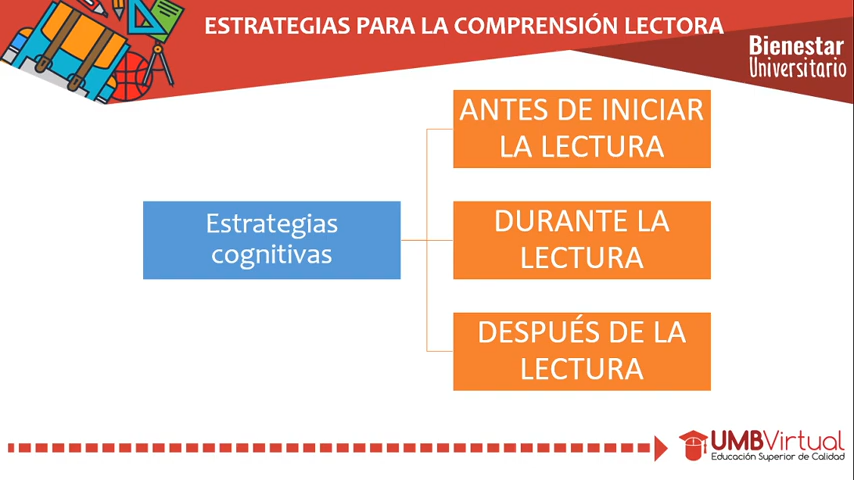 ESTRATEGIAS PARA LA COMPRENSIÓN LECTORA
Bienestar
Universitario
ANTES DE INICIAR
LA LECTURA
Estrategias
cognitivas
DURANTE LA
LECTURA
DESPUÉS DE LA
LECTURA
UMBVirtual
Educación Superior de Calidad